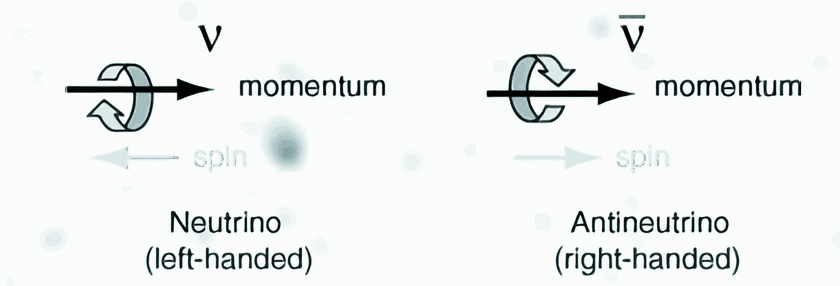 ν
momentum
spin
Neutrino
(left-handed)
ν̅
momentum
spin
Antineutrino
(right-handed)